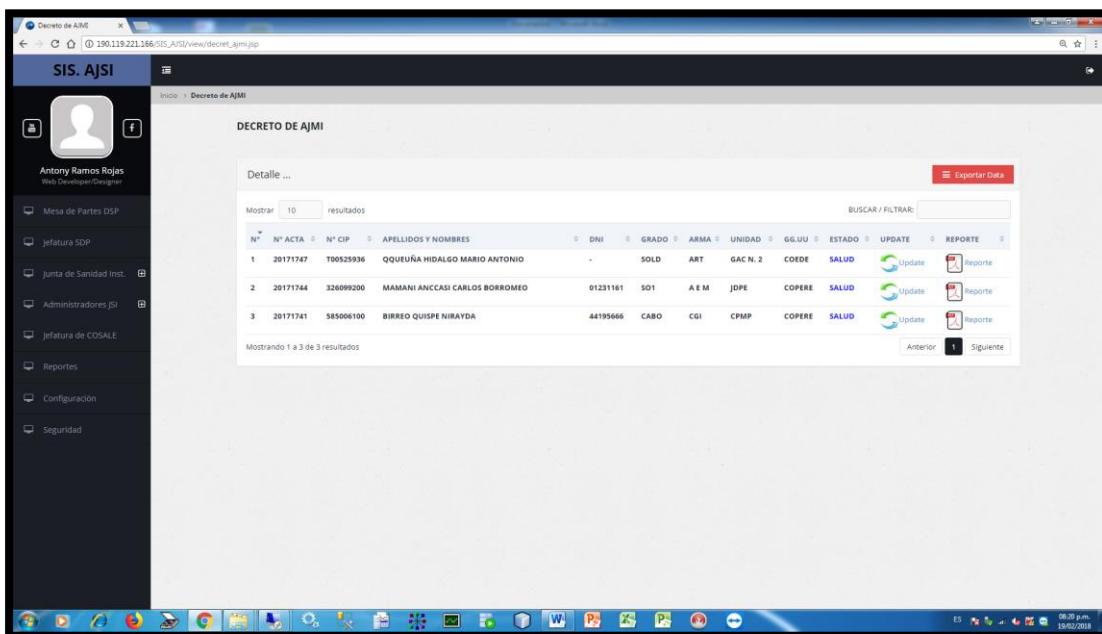 Decreto de AJMI
190.119.221.166/SIS_AJSI/view/decret_ajmi.jsp
SIS. AJSI
Inicio > Decreto de AJMI
Antony Ramos Rojas
Web Developer/Designer
Mesa de Partes DSP
Jefatura SDP
Junta de Sanidad Inst.
Administradores JSI
Jefatura de COSALE
Reportes
Configuración
Seguridad
DECRETO DE AJMI
Detalle ...
Exportar Data
Mostrar 10 resultados
BUSCAR / FILTRAR:
N° N° ACTA N° CIP APELLIDOS Y NOMBRES DNI GRADO ARMA UNIDAD GG.UU ESTADO UPDATE REPORTE
1 20171747 T00525936 QQUEUÑA HIDALGO MARIO ANTONIO - SOLD ART GAC N. 2 COEDE SALUD Update Reporte
2 20171744 326099200 MAMANI ANCCASI CARLOS BORROMEO 01231161 SO1 A E M JDPE COPERE SALUD Update Reporte
3 20171741 585006100 BIRREO QUISPE NIRAYDA 44195666 CABO CGI CPMP COPERE SALUD Update Reporte
Mostrando 1 a 3 de 3 resultados
Anterior 1 Siguiente
ES
08:20 p.m.
19/02/2018